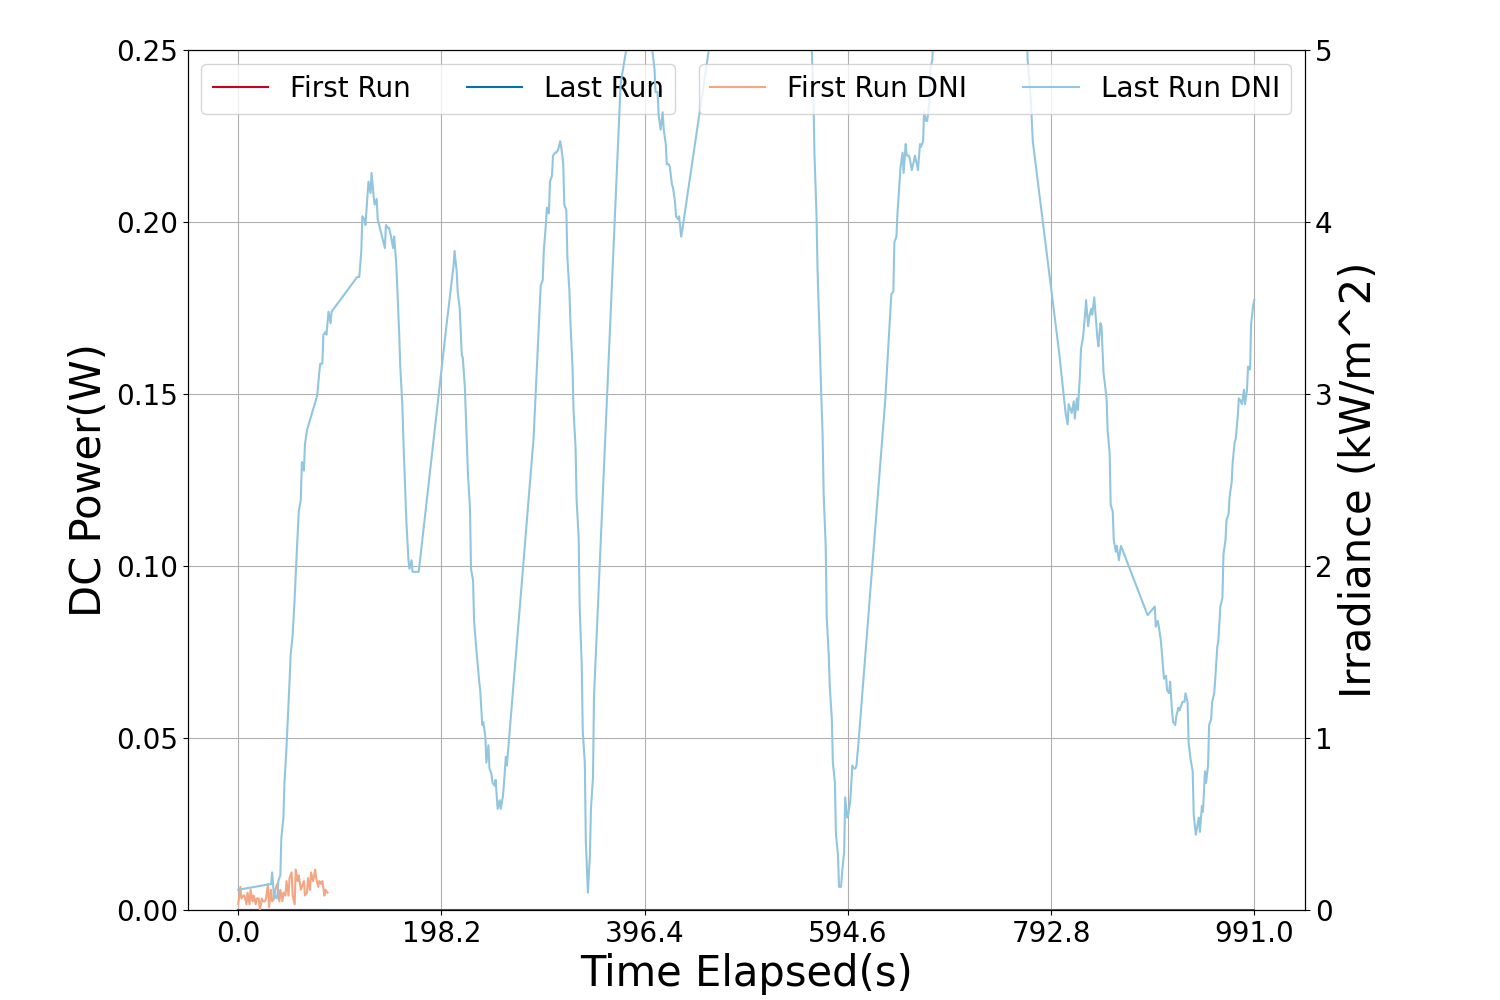 First Run
Last Run
First Run DNI
Last Run DNI
0.25
0.20
0.15
0.10
0.05
0.00
DC Power(W)
5
4
3
2
1
0
Irradiance (kW/m^2)
0.0 198.2 396.4 594.6 792.8 991.0
Time Elapsed(s)